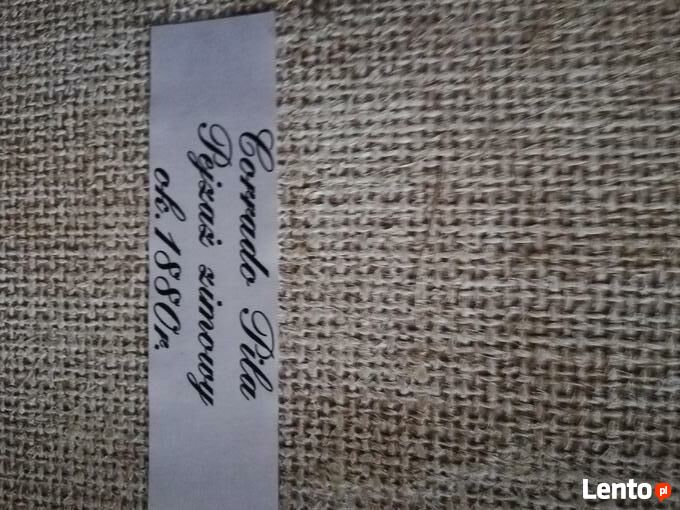 Corrado Pila
Pejzaż zimowy
ok. 1880r.
Lento.pl